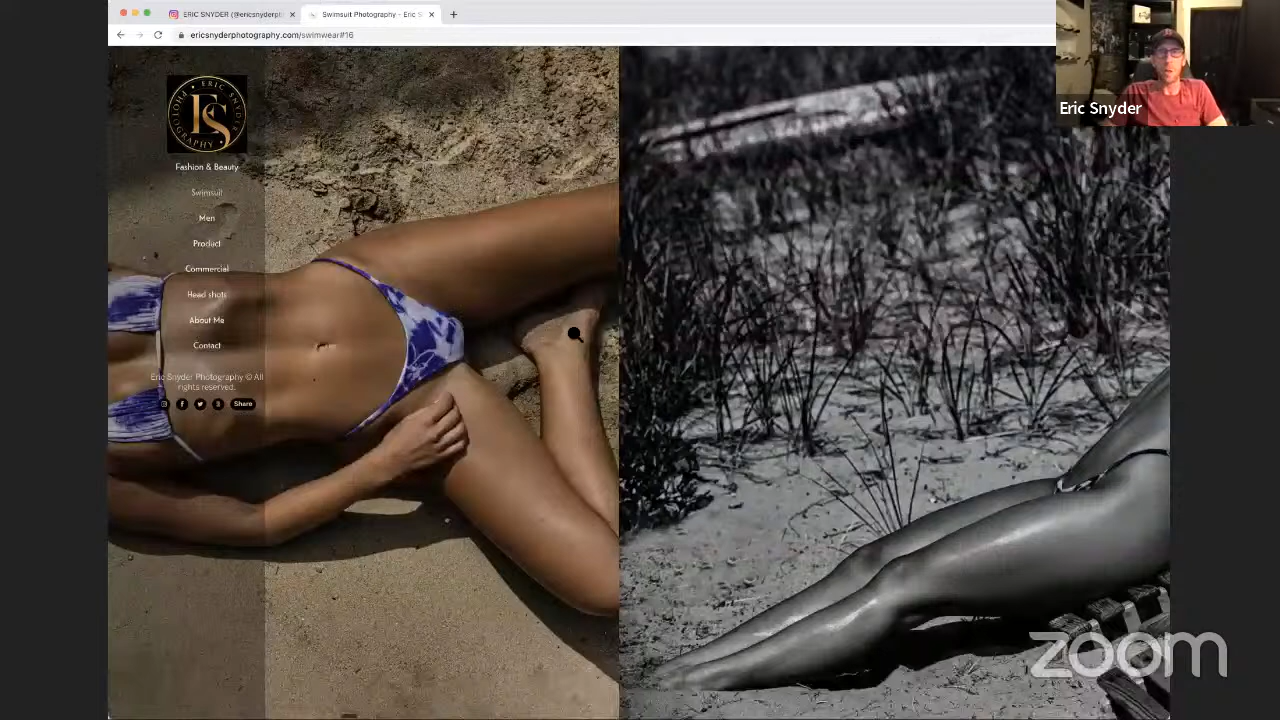 ERIC SNYDER (@ericsnyderpt
Swimsuit Photography - Eric S
ericsnyderphotography.com/swimwear#16
Eric Snyder
• ERIC SNYDER • PHOTOGRAPHY
ES
Fashion & Beauty
Swimsuit
Men
Product
Commercial
Head shots
About Me
Contact
Eric Snyder Photography © All
rights reserved.
Share
zoom